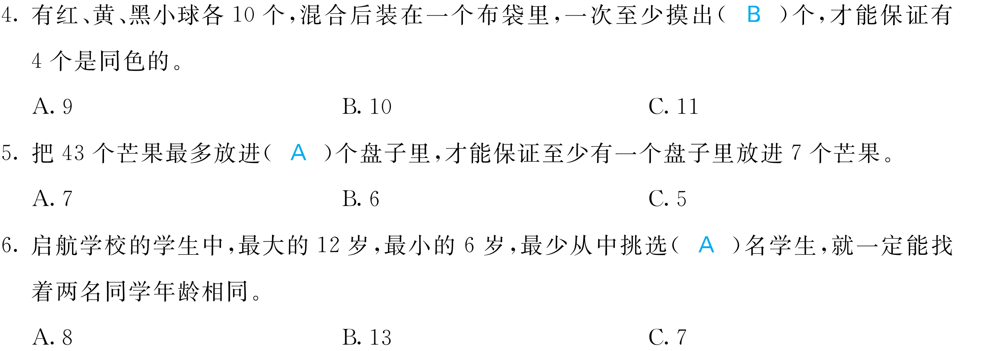 4. 有红、黄、黑小球各 10 个,混合后装在一个布袋里,一次至少摸出( B )个,才能保证有
4 个是同色的。
A. 9 B. 10 C. 11
5. 把 43 个芒果最多放进( A )个盘子里,才能保证至少有一个盘子里放进 7 个芒果。
A. 7 B. 6 C. 5
6. 启航学校的学生中,最大的 12 岁,最小的 6 岁,最少从中挑选( A )名学生,就一定能找
着两名同学年龄相同。
A. 8 B. 13 C. 7